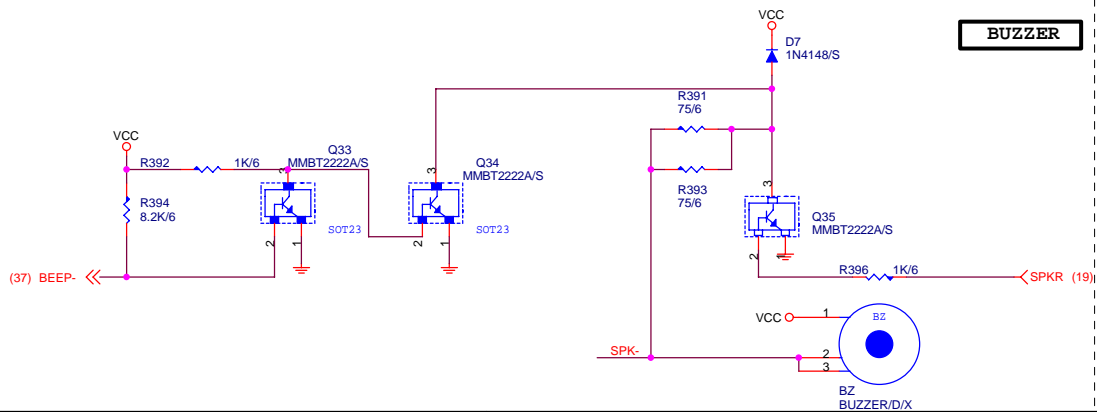 VCC
BUZZER
D7
1N4148/S
R391
75/6
VCC
R392
1K/6
Q33
MMBT2222A/S
3
Q34
MMBT2222A/S
3
R393
75/6
R394
8.2K/6
3
Q35
MMBT2222A/S
SOT23
SOT23
2
1
2
1
2
1
(37) BEEP-
R396
1K/6
SPKR (19)
VCC
1
BZ
SPK-
2
3
BZ
BUZZER/D/X